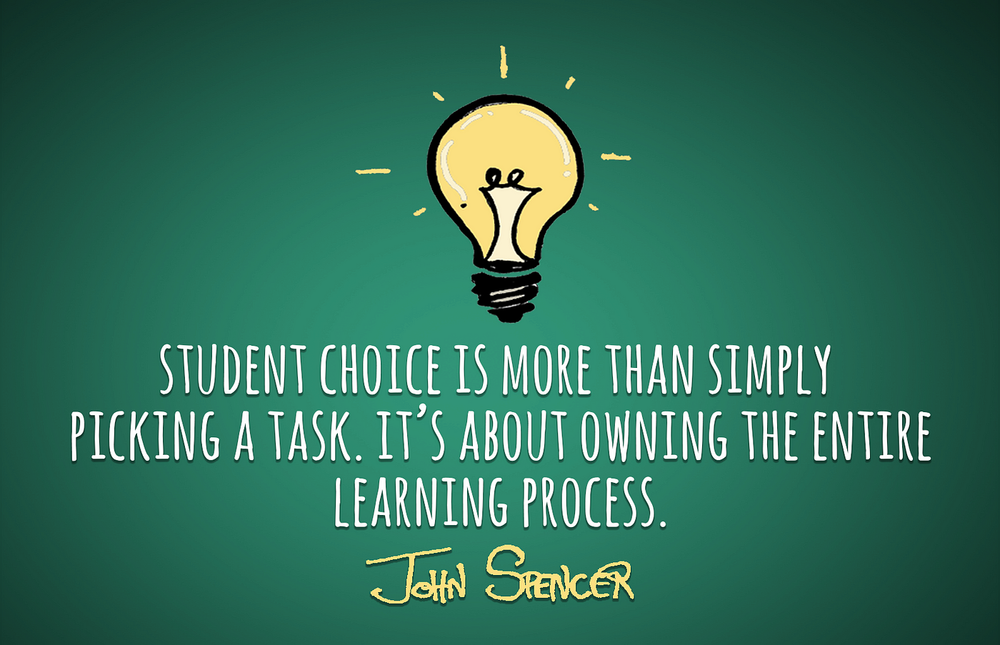 STUDENT CHOICE IS MORE THAN SIMPLY
PICKING A TASK. IT’S ABOUT OWNING THE ENTIRE
LEARNING PROCESS.
JOHN SPENCER